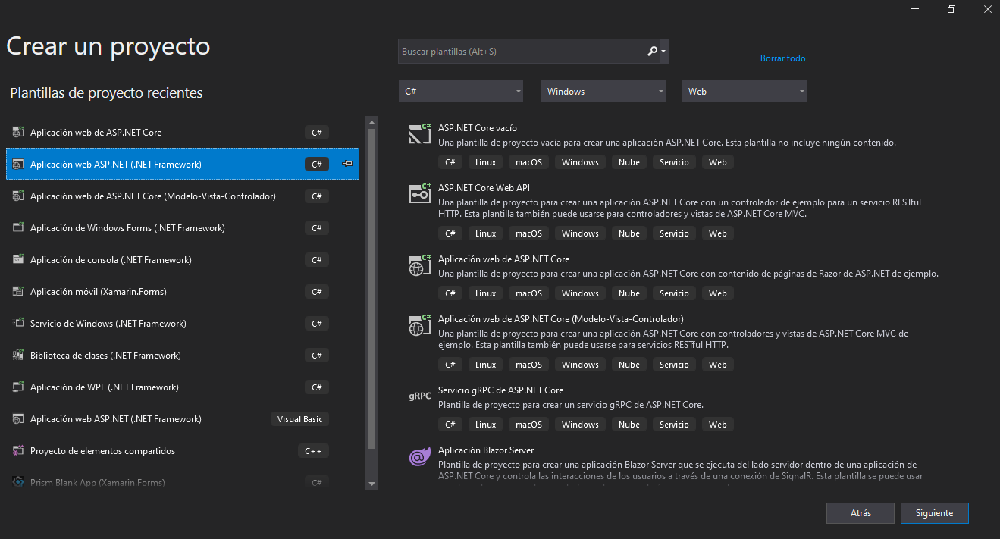 Crear un proyecto
Plantillas de proyecto recientes
Aplicación web de ASP.NET Core C#
Aplicación web ASP.NET (.NET Framework) C#
Aplicación web de ASP.NET Core (Modelo-Vista-Controlador) C#
Aplicación de Windows Forms (.NET Framework) C#
Aplicación de consola (.NET Framework) C#
Aplicación móvil (Xamarin.Forms) C#
Servicio de Windows (.NET Framework) C#
Biblioteca de clases (.NET Framework) C#
Aplicación de WPF (.NET Framework) C#
Aplicación web ASP.NET (.NET Framework) Visual Basic
Proyecto de elementos compartidos C++
Prism Blank App (Xamarin.Forms) C#
Buscar plantillas (Alt+S)
Borrar todo
C# Windows Web
ASP.NET Core vacío
Una plantilla de proyecto vacía para crear una aplicación ASP.NET Core. Esta plantilla no incluye ningún contenido.
C# Linux macOS Windows Nube Servicio Web
ASP.NET Core Web API
Una plantilla de proyecto para crear una aplicación ASP.NET Core con un controlador de ejemplo para un servicio RESTful
HTTP. Esta plantilla también puede usarse para controladores y vistas de ASP.NET Core MVC.
C# Linux macOS Windows Nube Servicio Web
Aplicación web de ASP.NET Core
Una plantilla de proyecto para crear una aplicación ASP.NET Core con contenido de páginas de Razor de ASP.NET de ejemplo.
C# Linux macOS Windows Nube Servicio Web
Aplicación web de ASP.NET Core (Modelo-Vista-Controlador)
Una plantilla de proyecto para crear una aplicación ASP.NET Core con controladores y vistas de ASP.NET Core MVC de
ejemplo. Esta plantilla también puede usarse para servicios RESTful HTTP.
C# Linux macOS Windows Nube Servicio Web
gRPC
Servicio gRPC de ASP.NET Core
Plantilla de proyecto para crear un servicio gRPC de ASP.NET Core.
C# Linux macOS Windows Nube Servicio Web
Aplicación Blazor Server
Plantilla de proyecto para crear una aplicación Blazor Server que se ejecuta del lado servidor dentro de una aplicación de
ASP.NET Core y controla las interacciones de los usuarios a través de una conexión de SignalR. Esta plantilla se puede usar
Atrás Siguiente